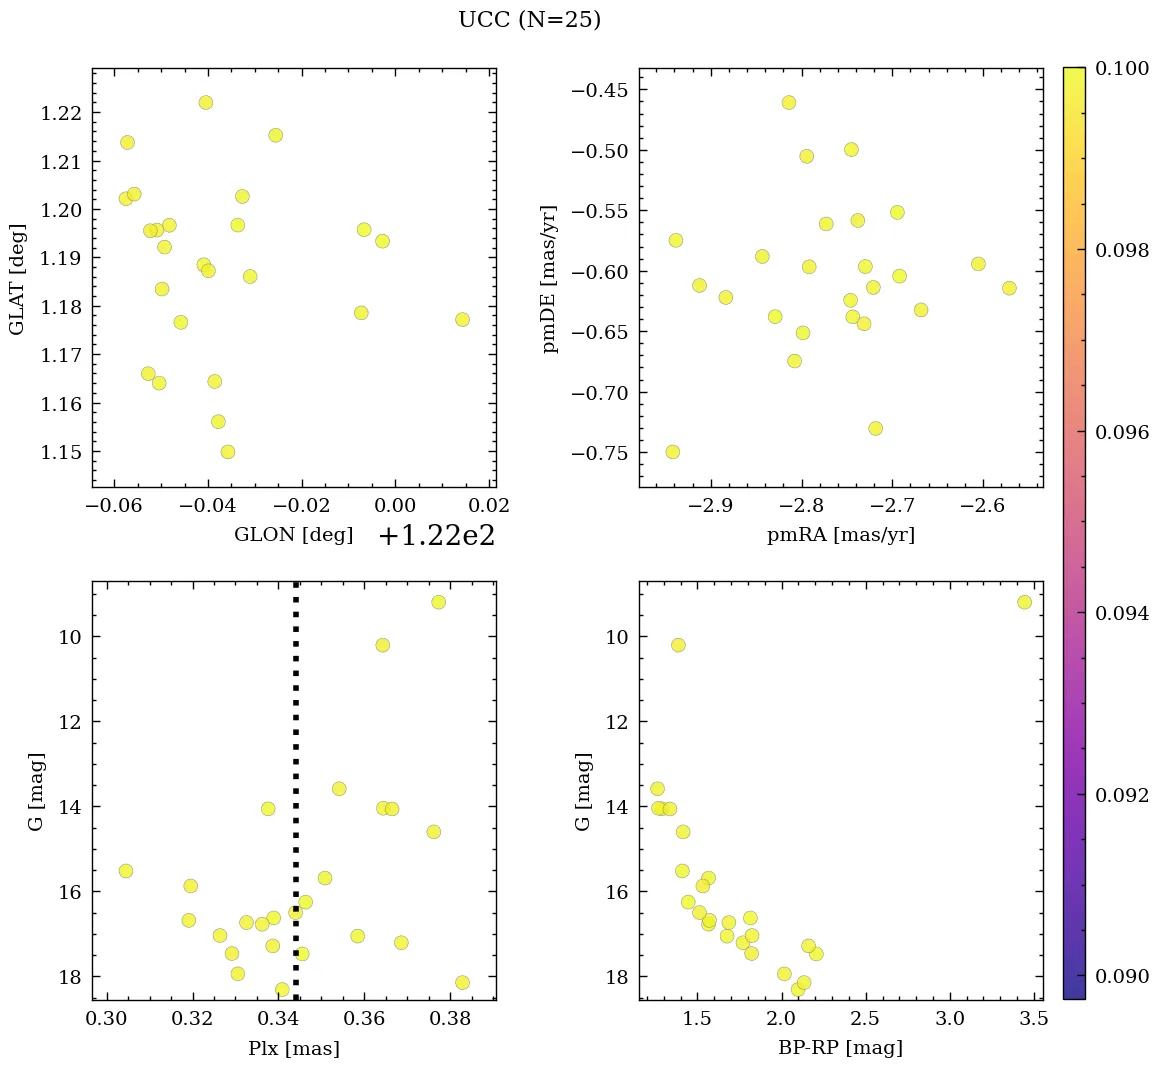 UCC (N=25)
1.22
1.21
1.20
1.19
1.18
1.17
1.16
1.15
GLAT [deg]
−0.06 −0.04 −0.02 0.00 0.02
GLON [deg]
+1.22e2
−0.45
−0.50
−0.55
−0.60
−0.65
−0.70
−0.75
pmDE [mas/yr]
−2.9 −2.8 −2.7 −2.6
pmRA [mas/yr]
10
12
14
16
18
G [mag]
0.30 0.32 0.34 0.36 0.38
Plx [mas]
10
12
14
16
18
G [mag]
1.5 2.0 2.5 3.0 3.5
BP-RP [mag]
0.100
0.098
0.096
0.094
0.092
0.090